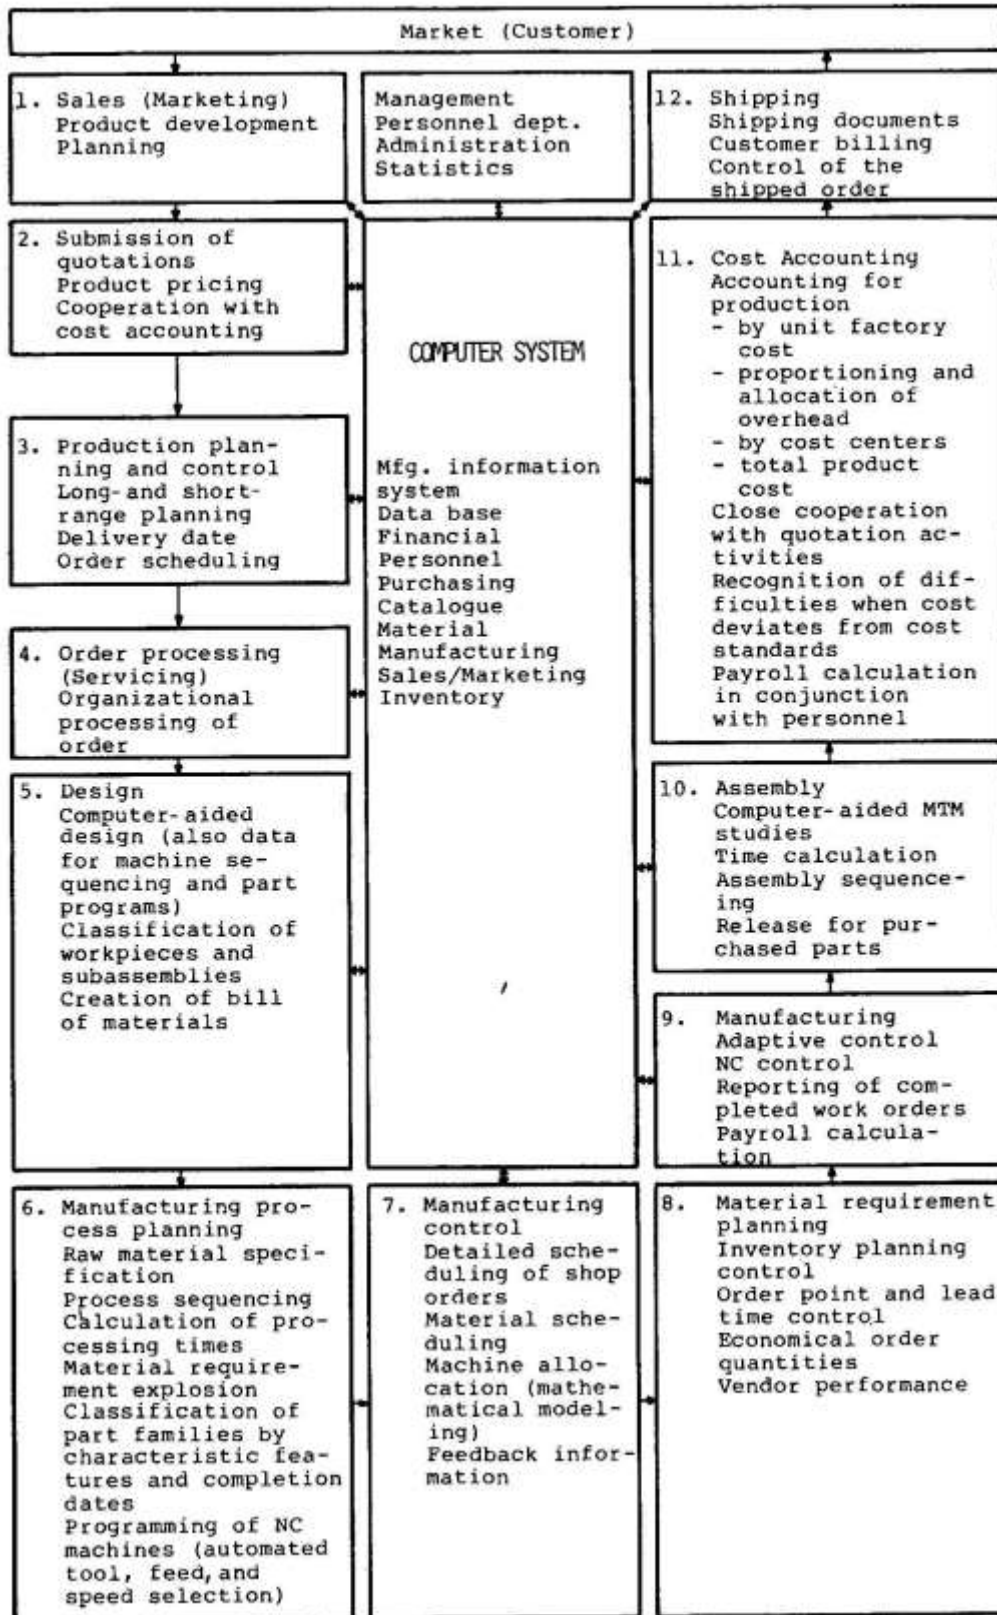 Market (Customer)
1. Sales (Marketing)
Product development
Planning
Management
Personnel dept.
Administration
Statistics
12. Shipping
Shipping documents
Customer billing
Control of the
shipped order
2. Submission of
quotations
Product pricing
Cooperation with
cost accounting
3. Production plan-
ning and control
Long-and short-
range planning
Delivery date
Order scheduling
4. Order processing
(Servicing)
Organizational
processing of
order
5. Design
Computer-aided
design (also data
for machine se-
quencing and part
programs)
Classification of
workpieces and
subassemblies
Creation of bill
of materials
COMPUTER SYSTEM
Mfg. information
system
Data base
Financial
Personnel
Purchasing
Catalogue
Material
Manufacturing
Sales/Marketing
Inventory
11. Cost Accounting
Accounting for
production
- by unit factory
cost
- proportioning and
allocation of
overhead
- by cost centers
- total product
cost
Close cooperation
with quotation ac-
tivities
Recognition of dif-
ficulties when cost
deviates from cost
standards
Payroll calculation
in conjunction
with personnel
10. Assembly
Computer-aided MTM
studies
Time calculation
Assembly sequence-
ing
Release for pur-
chased parts
9. Manufacturing
Adaptive control
NC control
Reporting of com-
pleted work orders
Payroll calcula-
tion
6. Manufacturing pro-
cess planning
Raw material speci-
fication
Process sequencing
Calculation of pro-
cessing times
Material require-
ment explosion
Classification of
part families by
characteristic fea-
tures and completion
dates
Programming of NC
machines (automated
tool, feed, and
speed selection)
7. Manufacturing
control
Detailed sche-
duling of shop
orders
Material sche-
duling
Machine allo-
cation (mathe-
matical model-
ing)
Feedback infor-
mation
8. Material requirement
planning
Inventory planning
control
Order point and lead
time control
Economical order
quantities
Vendor performance